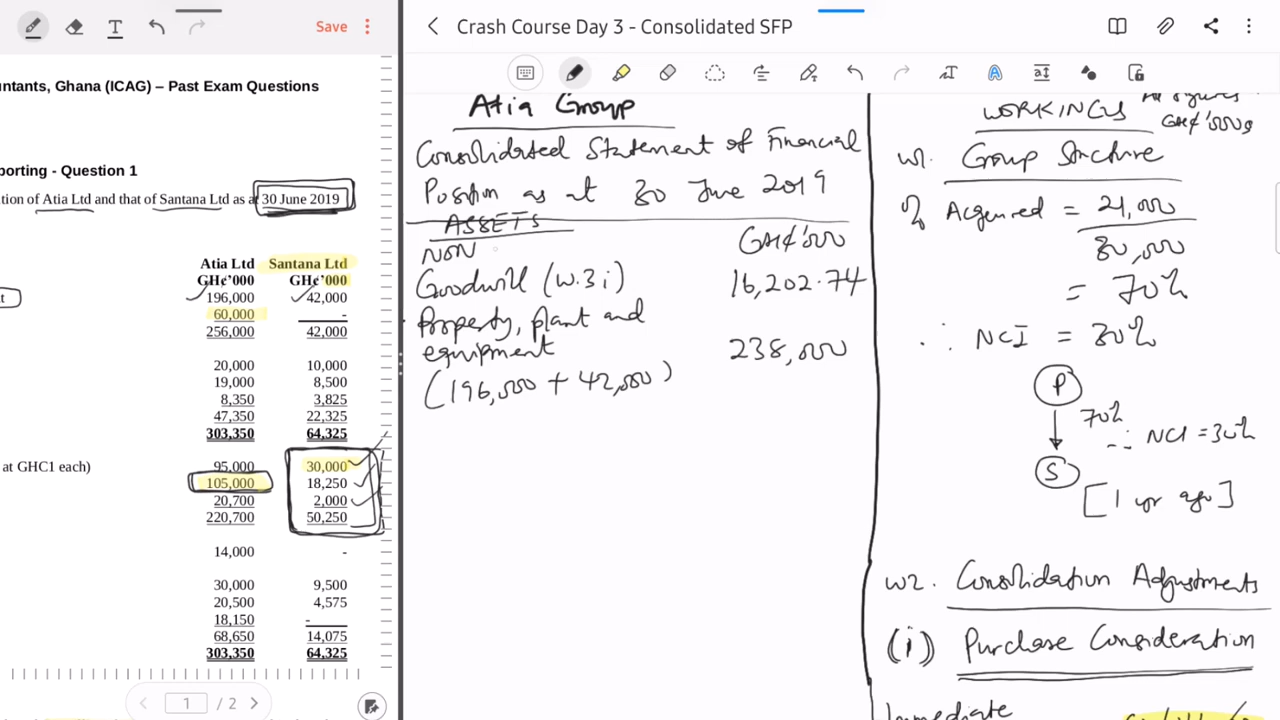 Save
Crash Course Day 3 - Consolidated SFP
ntants, Ghana (ICAG) – Past Exam Questions
porting - Question 1
tion of Atia Ltd and that of Santana Ltd as at 30 June 2019
Atia Ltd Santana Ltd
GH¢'000 GH¢'000
t 196,000 42,000
60,000 -
256,000 42,000
20,000 10,000
19,000 8,500
8,350 3,825
47,350 22,325
303,350 64,325
at GHC1 each) 95,000 30,000
105,000 18,250
20,700 2,000
220,700 50,250
14,000 -
30,000 9,500
20,500 4,575
18,150 -
68,650 14,075
303,350 64,325
1 / 2
Atia Group
Consolidated Statement of Financial
Position as at 30 June 2019
ASSETS
NON GH¢'000
Goodwill (w.3i) 16,202.74
Property, plant and
equipment 238,000
(196,000 + 42,000)
WORKINGS All figures
GH¢'000s
w1. Group Structure
% Acquired = 21,000
30,000
= 70%
∴ NCI = 30%
P
70%
∴ NCI = 30%
S
[1 yr ago]
w2. Consolidation Adjustments
(i) Purchase Consideration
Immediate